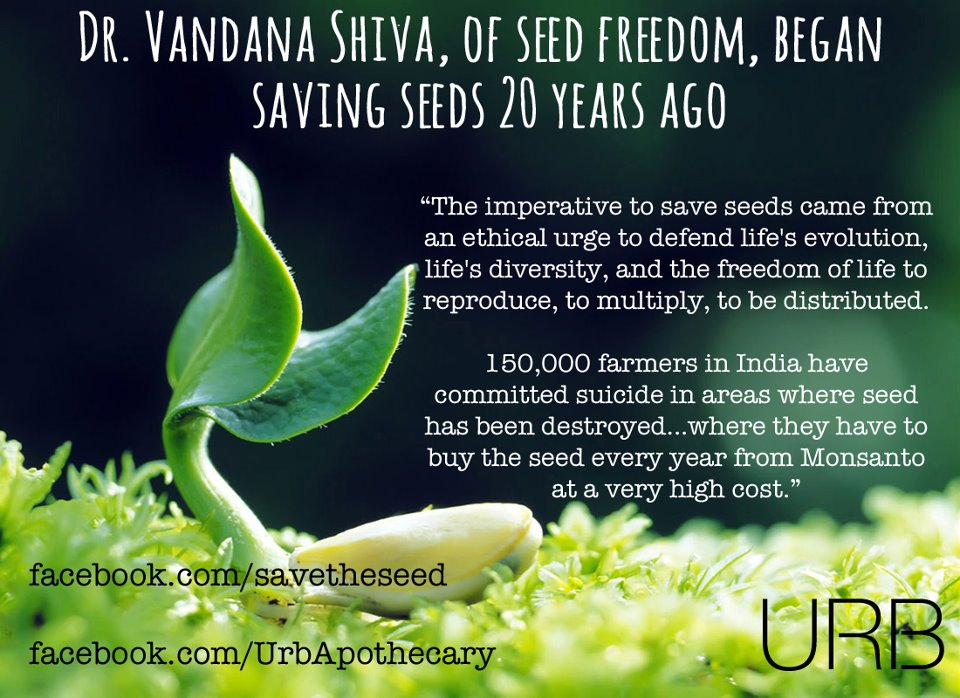 Dr. Vandana Shiva, of seed freedom, began
saving seeds 20 years ago
“The imperative to save seeds came from
an ethical urge to defend life's evolution,
life's diversity, and the freedom of life to
reproduce, to multiply, to be distributed.
150,000 farmers in India have
committed suicide in areas where seed
has been destroyed...where they have to
buy the seed every year from Monsanto
at a very high cost.”
facebook.com/savetheseed
facebook.com/UrbApothecary
URB